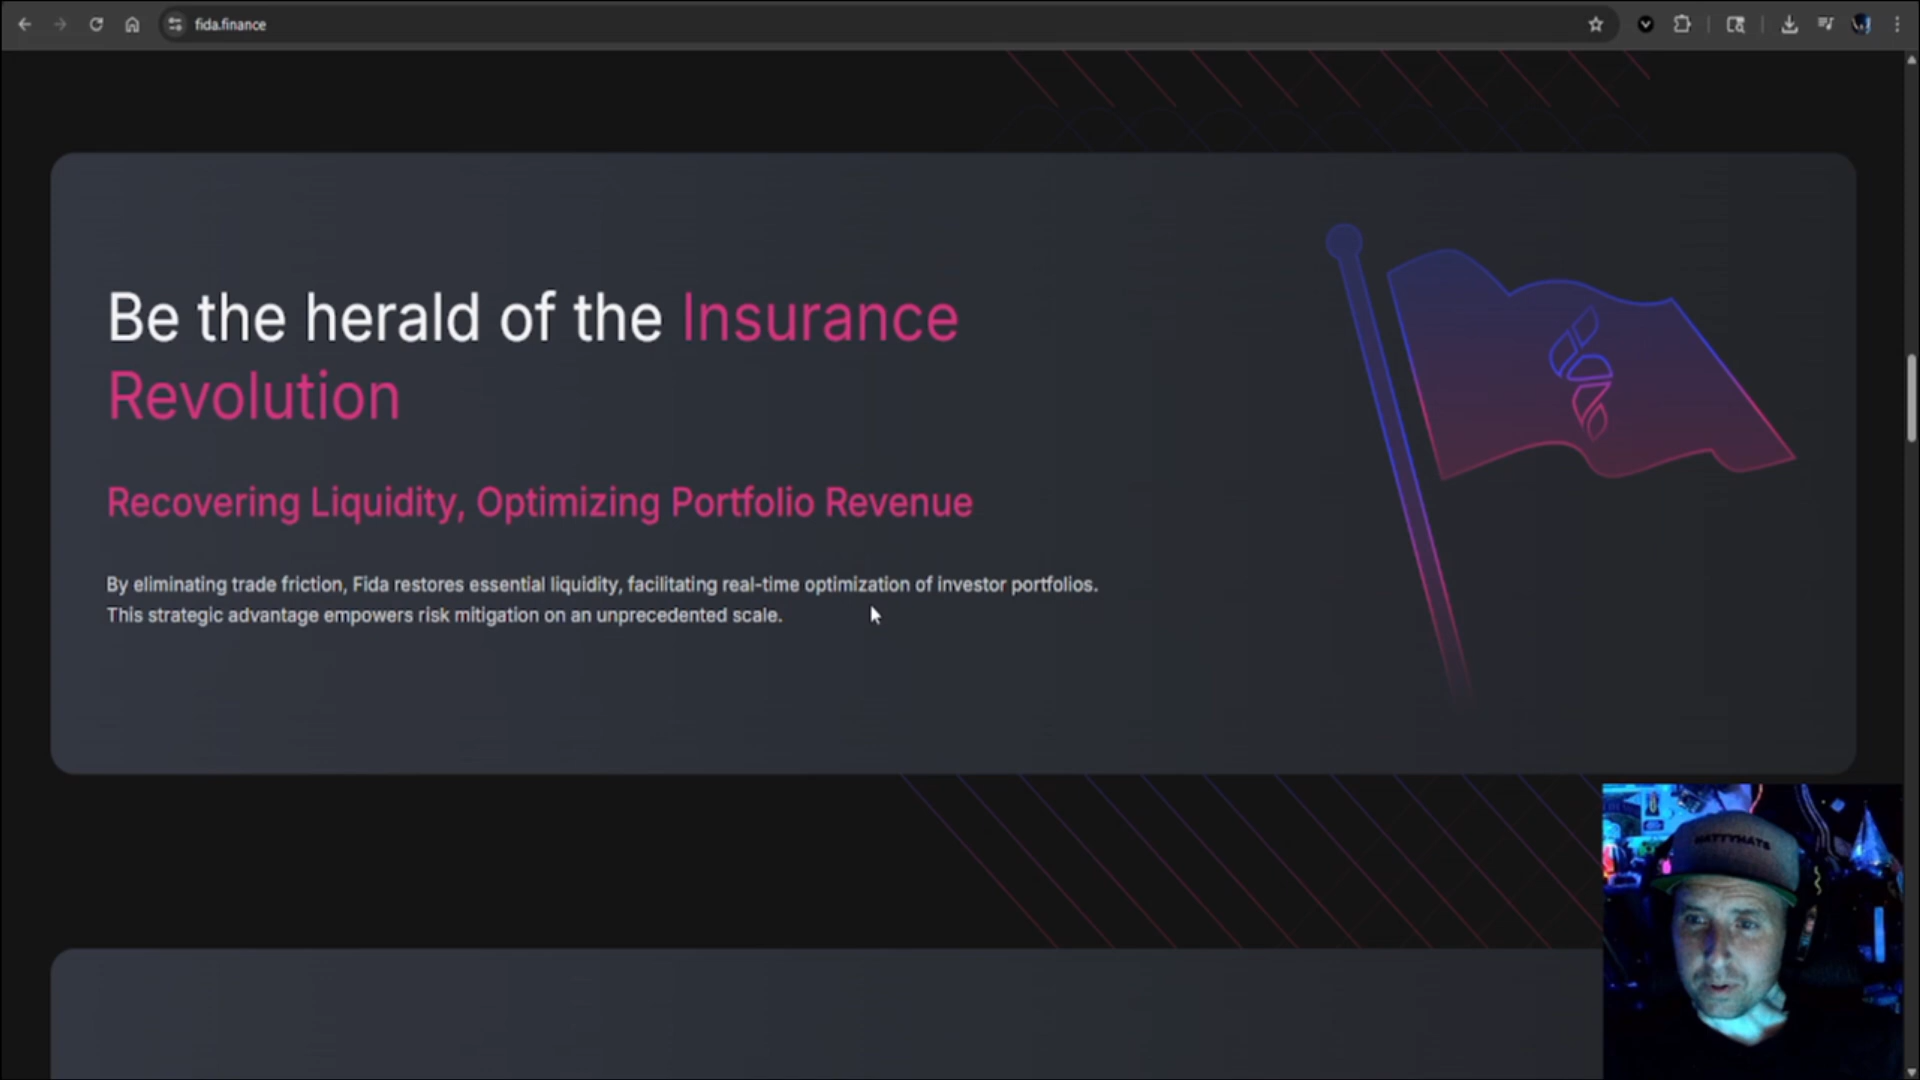 fida.finance
Be the herald of the Insurance
Revolution
Recovering Liquidity, Optimizing Portfolio Revenue
By eliminating trade friction, Fida restores essential liquidity, facilitating real-time optimization of investor portfolios.
This strategic advantage empowers risk mitigation on an unprecedented scale.